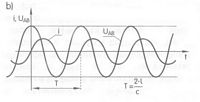 b)
i, U_AB
i
U_AB
t
T
T = 2·l/c